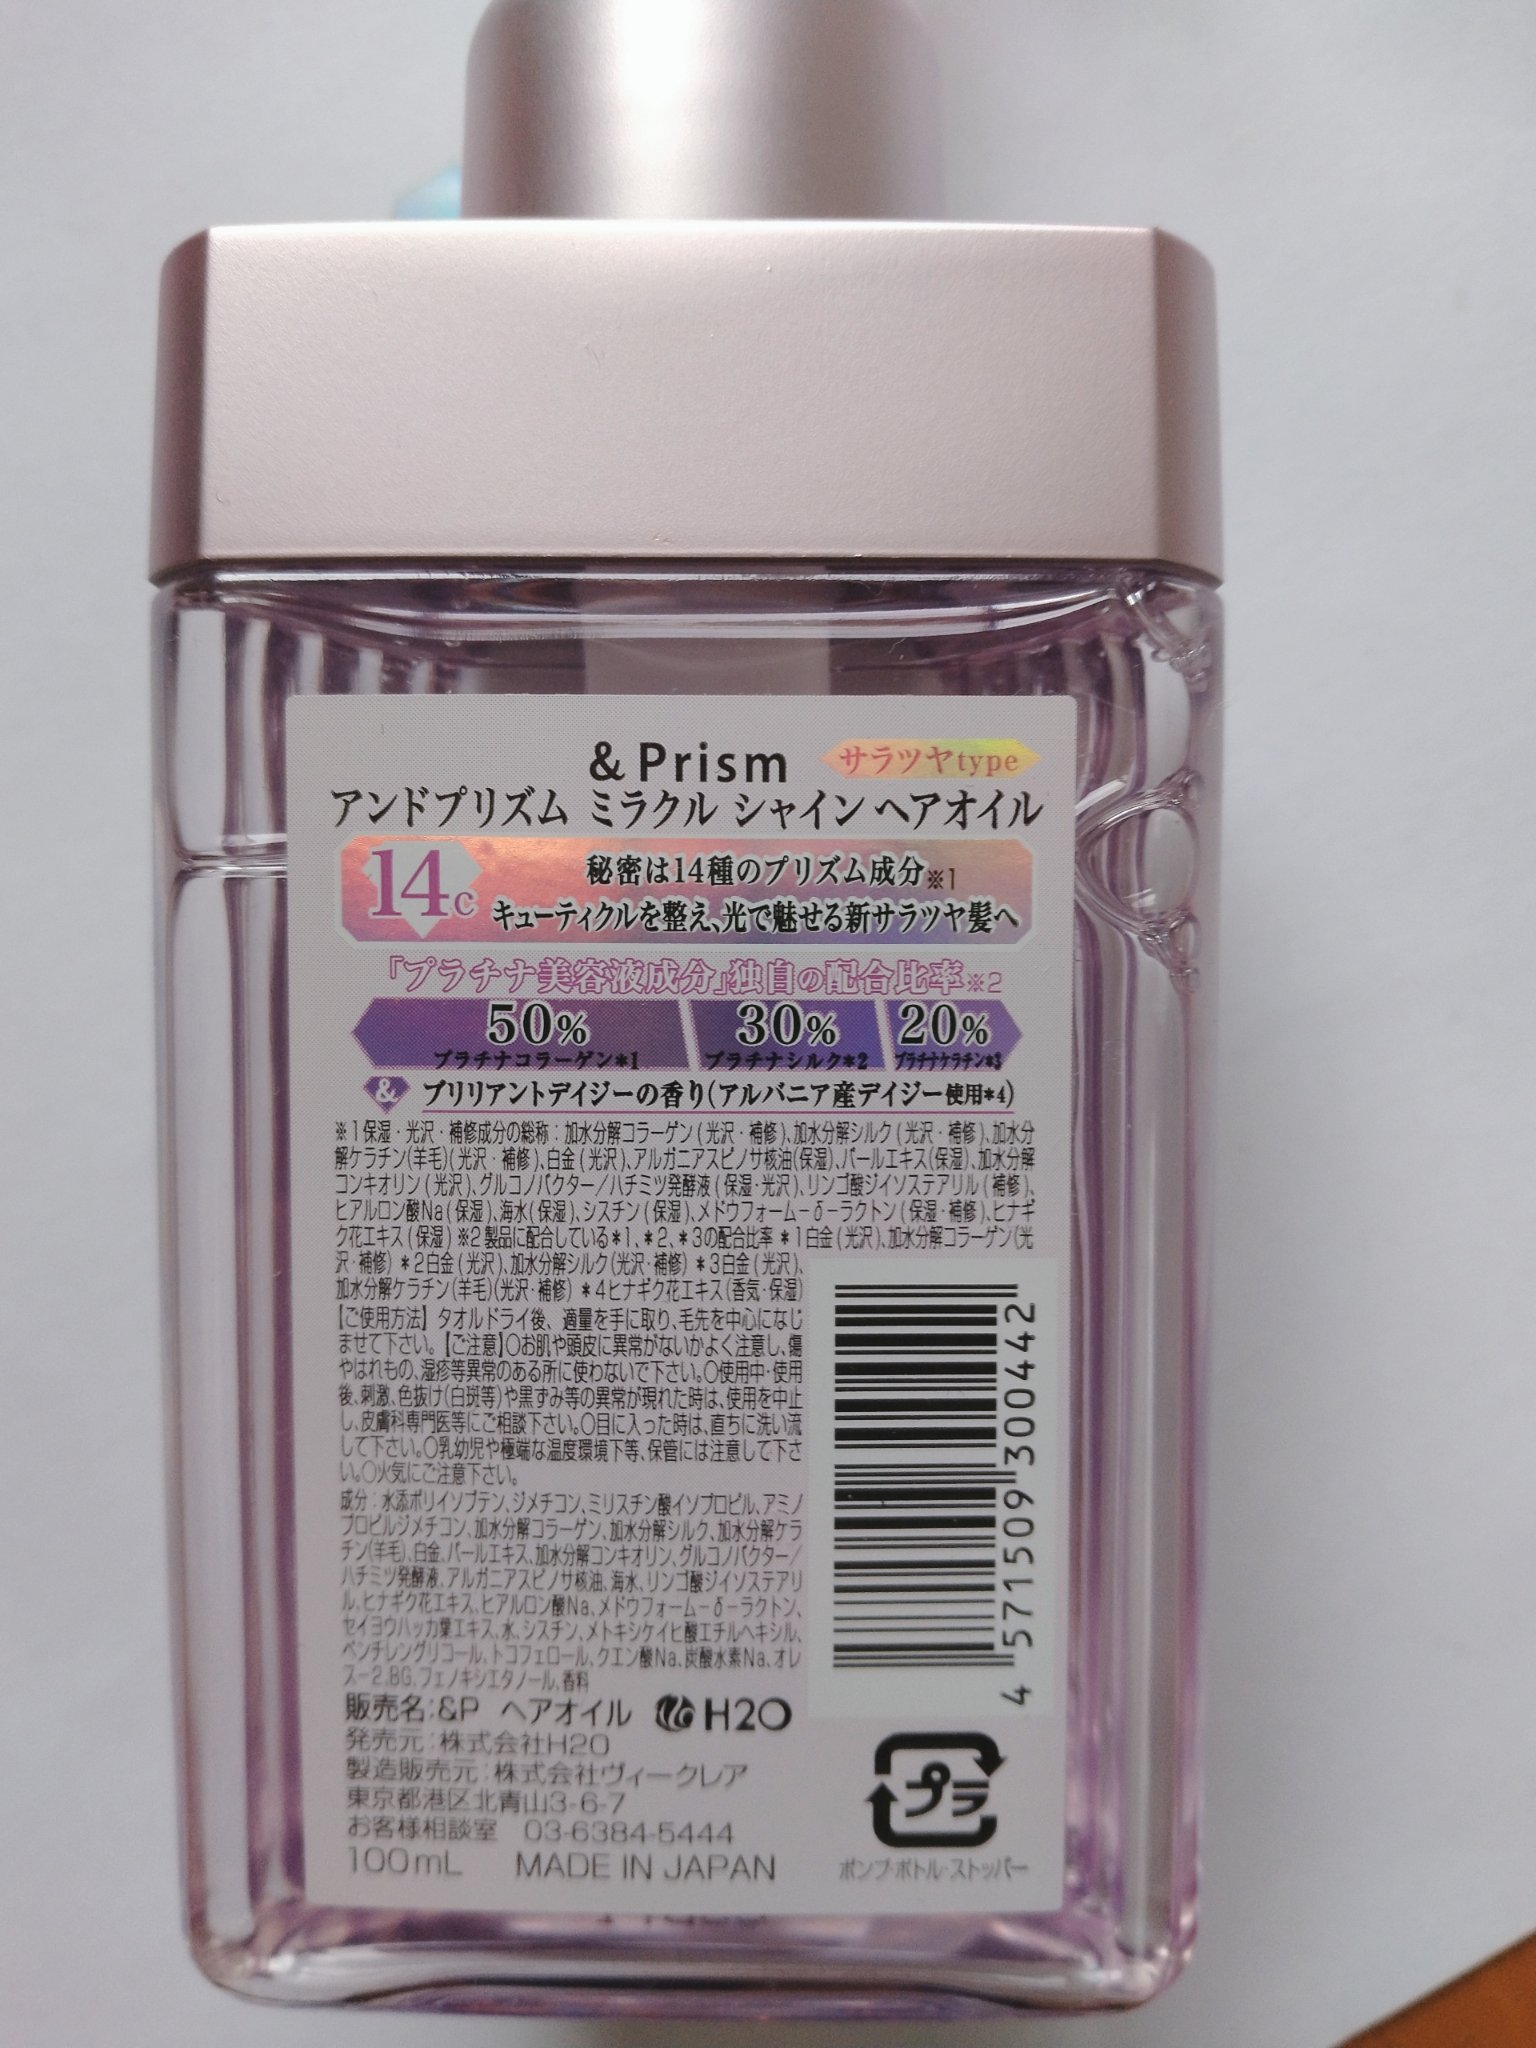 & Prism サラツヤtype
アンドプリズム ミラクル シャイン ヘアオイル
14c 秘密は14種のプリズム成分※1
キューティクルを整え、光で魅せる新サラツヤ髪へ
「プラチナ美容液成分」独自の配合比率※2
50% 30% 20%
プラチナコラーゲン*1 プラチナシルク*2 プラチナケラチン*3
& ブリリアントデイジーの香り(アルバニア産デイジー使用*4)
※1保湿・光沢・補修成分の総称:加水分解コラーゲン(光沢・補修)、加水分解シルク(光沢・補修)、加水分
解ケラチン(羊毛)(光沢・補修)、白金(光沢)、アルガニアスピノサ核油(保湿)、パールエキス(保湿)、加水分解
コンキオリン(光沢)、グルコノバクター/ハチミツ発酵液(保湿・光沢)、リンゴ酸ジイソステアリル(補修)、
ヒアルロン酸Na(保湿)、海水(保湿)、シスチン(保湿)、メドウフォーム-δ-ラクトン(保湿・補修)、ヒナギ
ク花エキス(保湿) ※2製品に配合している*1、*2、*3の配合比率 *1白金(光沢)、加水分解コラーゲン(光
沢・補修) *2白金(光沢)、加水分解シルク(光沢・補修) *3白金(光沢)、
加水分解ケラチン(羊毛)(光沢・補修) *4ヒナギク花エキス(香気・保湿)
【ご使用方法】タオルドライ後、適量を手に取り、毛先を中心になじ
ませて下さい。【ご注意】○お肌や頭皮に異常がないかよく注意し、傷
やはれもの、湿疹等異常のある所に使わないで下さい。○使用中・使用
後、刺激、色抜け(白斑等)や黒ずみ等の異常が現れた時は、使用を中止
し、皮膚科専門医等にご相談下さい。○目に入った時は、直ちに洗い流
して下さい。○乳幼児や極端な温度環境下等、保管には注意して下さ
い。○火気にご注意下さい。
成分:水添ポリイソブテン、ジメチコン、ミリスチン酸イソプロピル、アミノ
プロピルジメチコン、加水分解コラーゲン、加水分解シルク、加水分解ケラ
チン(羊毛)、白金、パールエキス、加水分解コンキオリン、グルコノバクター/
ハチミツ発酵液、アルガニアスピノサ核油、海水、リンゴ酸ジイソステアリ
ル、ヒナギク花エキス、ヒアルロン酸Na、メドウフォーム-δ-ラクトン、
セイヨウハッカ葉エキス、水、シスチン、メトキシケイヒ酸エチルヘキシル、
ペンチレングリコール、トコフェロール、クエン酸Na、炭酸水素Na、オレ
ス-2、BG、フェノキシエタノール、香料
販売名:&P ヘアオイル H2O
発売元:株式会社H2O
製造販売元:株式会社ヴィークレア
東京都港区北青山3-6-7
お客様相談室 03-6384-5444
100mL MADE IN JAPAN
4571509300442
プラ
ポンプ・ボトル・ストッパー